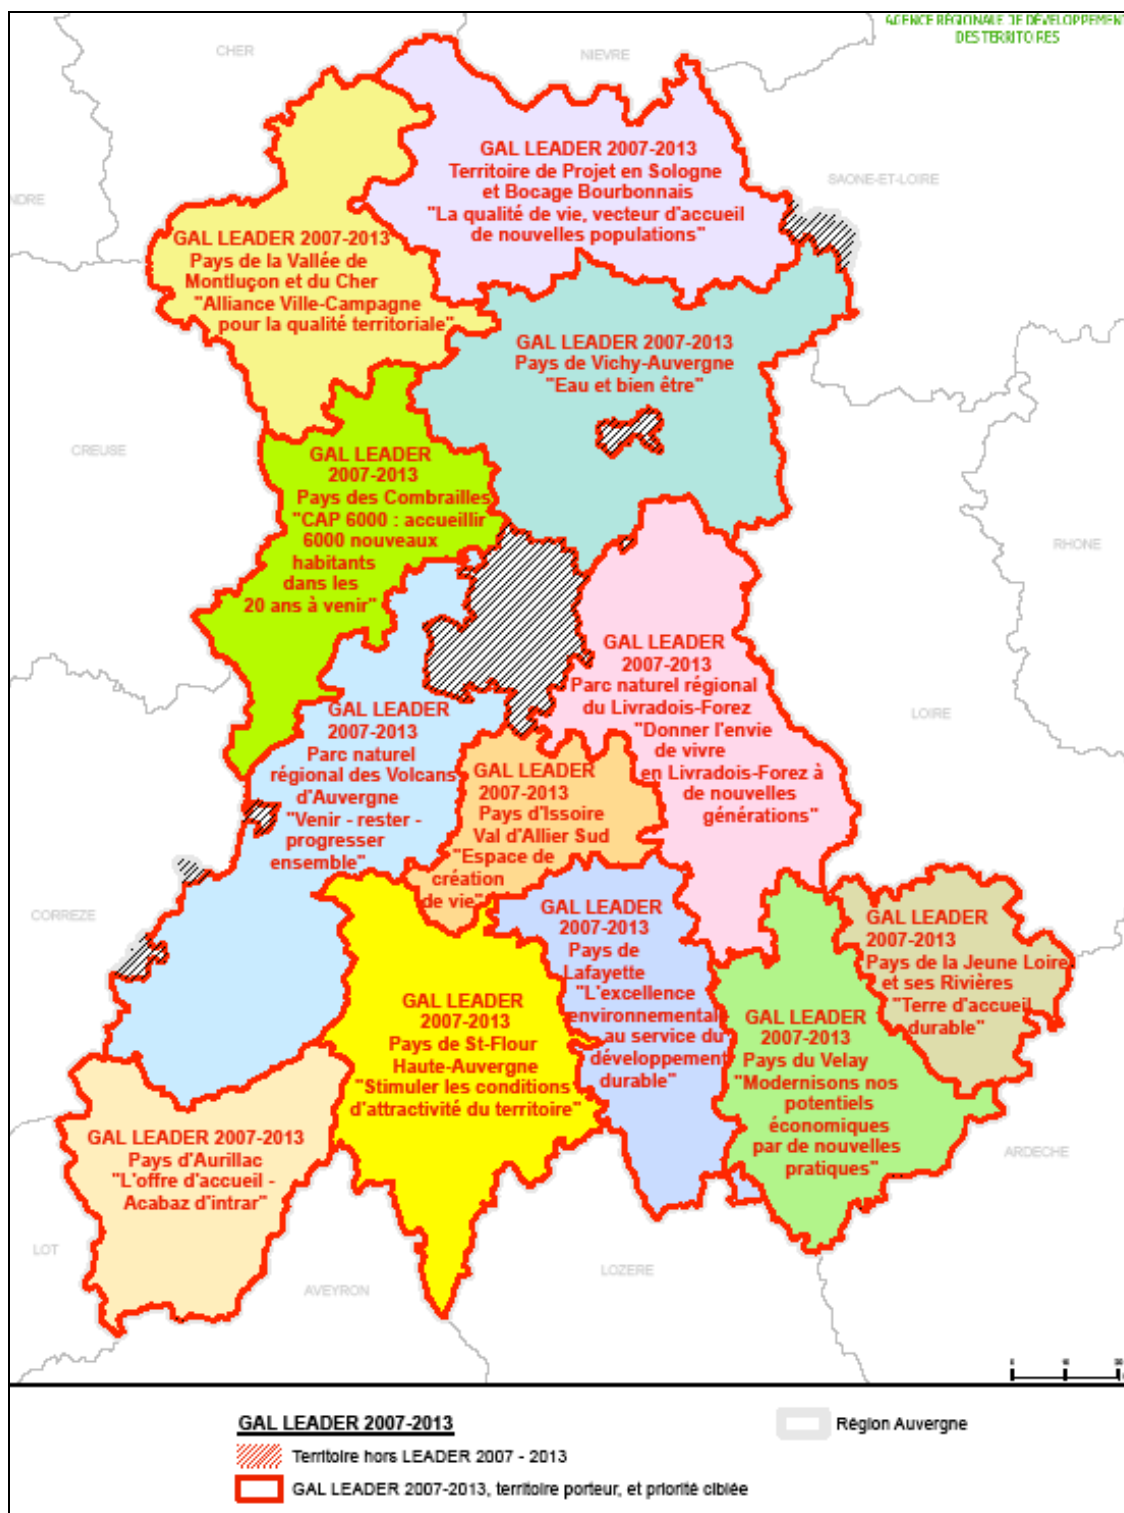 AGENCE RÉGIONALE DE DÉVELOPPEMENT
DES TERRITOIRES
CHER
NIEVRE
SAONE-ET-LOIRE
NDRE
CREUSE
RHONE
LOIRE
CORREZE
ARDECHE
LOT
AVEYRON
LOZERE
GAL LEADER 2007-2013
Territoire de Projet en Sologne
et Bocage Bourbonnais
"La qualité de vie, vecteur d'accueil
de nouvelles populations"
GAL LEADER 2007-2013
Pays de la Vallée de
Montluçon et du Cher
"Alliance Ville-Campagne
pour la qualité territoriale"
GAL LEADER 2007-2013
Pays de Vichy-Auvergne
"Eau et bien être"
GAL LEADER
2007-2013
Pays des Combrailles
"CAP 6000 : accueillir
6000 nouveaux
habitants
dans les
20 ans à venir"
GAL LEADER
2007-2013
Parc naturel régional
du Livradois-Forez
"Donner l'envie
de vivre
en Livradois-Forez à
de nouvelles
générations"
GAL LEADER
2007-2013
Parc naturel
régional des Volcans
d'Auvergne
"Venir - rester -
progresser
ensemble"
GAL LEADER
2007-2013
Pays d'Issoire
Val d'Allier Sud
"Espace de
création
de vie"
GAL LEADER
2007-2013
Pays de
Lafayette
"L'excellence
environnementale
au service du
développement
durable"
GAL LEADER
2007-2013
Pays de la Jeune Loire
et ses Rivières
"Terre d'accueil
durable"
GAL LEADER
2007-2013
Pays de St-Flour
Haute-Auvergne
"Stimuler les conditions
d'attractivité du territoire"
GAL LEADER
2007-2013
Pays du Velay
"Modernisons nos
potentiels
économiques
par de nouvelles
pratiques"
GAL LEADER 2007-2013
Pays d'Aurillac
"L'offre d'accueil -
Acabaz d'intrar"
GAL LEADER 2007-2013
Territoire hors LEADER 2007 - 2013
GAL LEADER 2007-2013, territoire porteur, et priorité ciblée
Région Auvergne